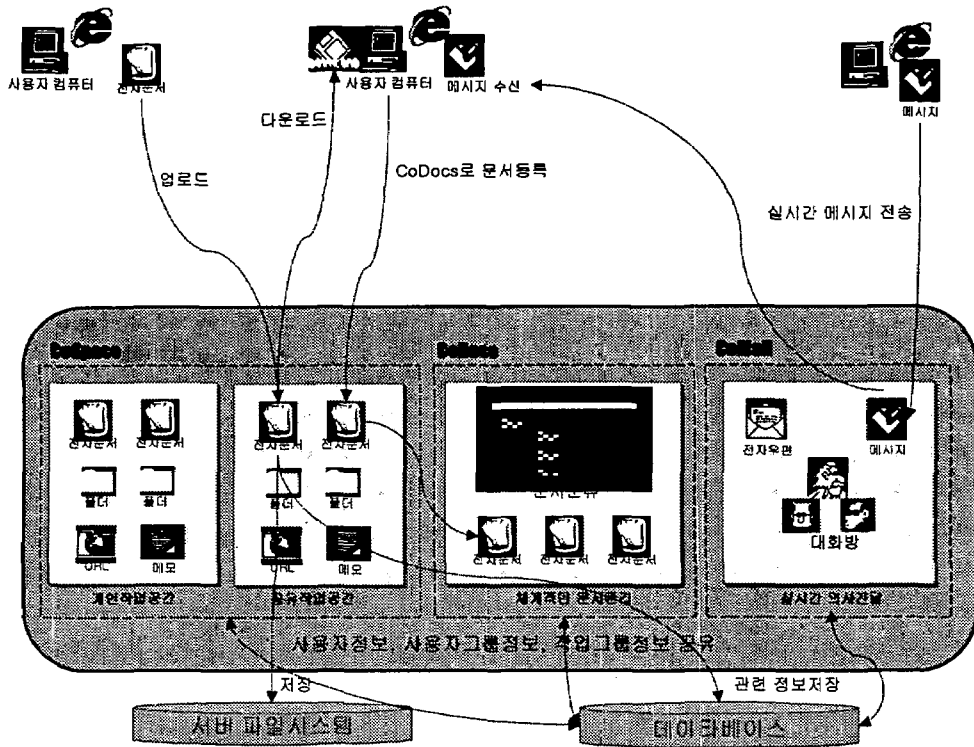 사용자 컴퓨터
전자문서
사용자 컴퓨터
메시지 수신
메시지
다운로드
업로드
CoDocs로 문서등록
실시간 메시지 전송
CoDocs
전자문서
전자문서
전자문서
전자문서
전자우편
메시지
폴더
폴더
폴더
폴더
문서분류
대화방
URL
메모
URL
메모
전자문서
전자문서
전자문서
개인작업공간
공유작업공간
실시간 의사전달
사용자정보, 사용자그룹정보, 작업그룹정보 공유
저장
관련 정보저장
서버 파일시스템
데이타베이스